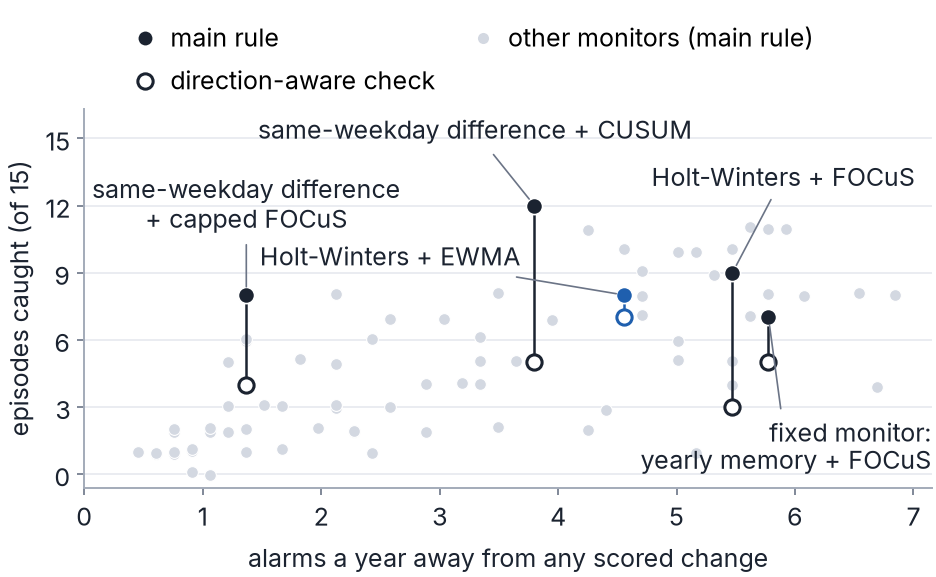 main rule
other monitors (main rule)
direction-aware check
same-weekday difference + CUSUM
Holt-Winters + FOCuS
same-weekday difference
+ capped FOCuS
Holt-Winters + EWMA
fixed monitor:
yearly memory + FOCuS
episodes caught (of 15)
15
12
9
6
3
0
0 1 2 3 4 5 6 7
alarms a year away from any scored change